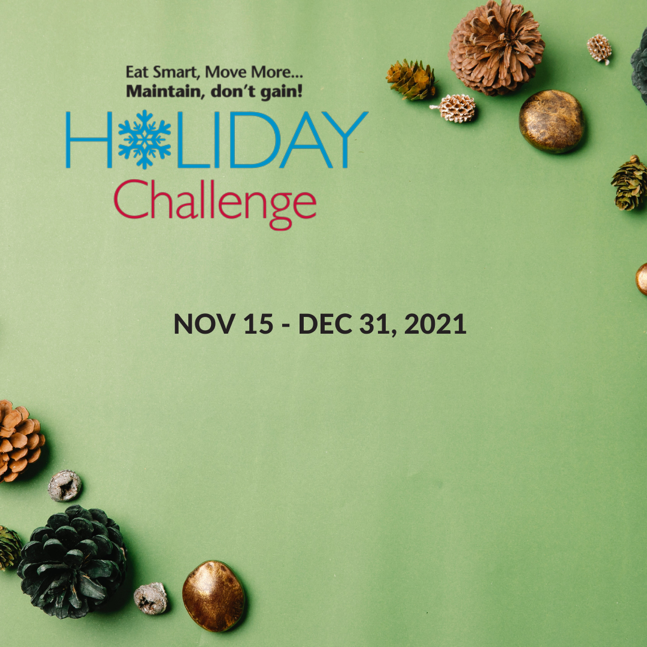 Eat Smart, Move More...
Maintain, don't gain!
HOLIDAY
Challenge
NOV 15 - DEC 31, 2021